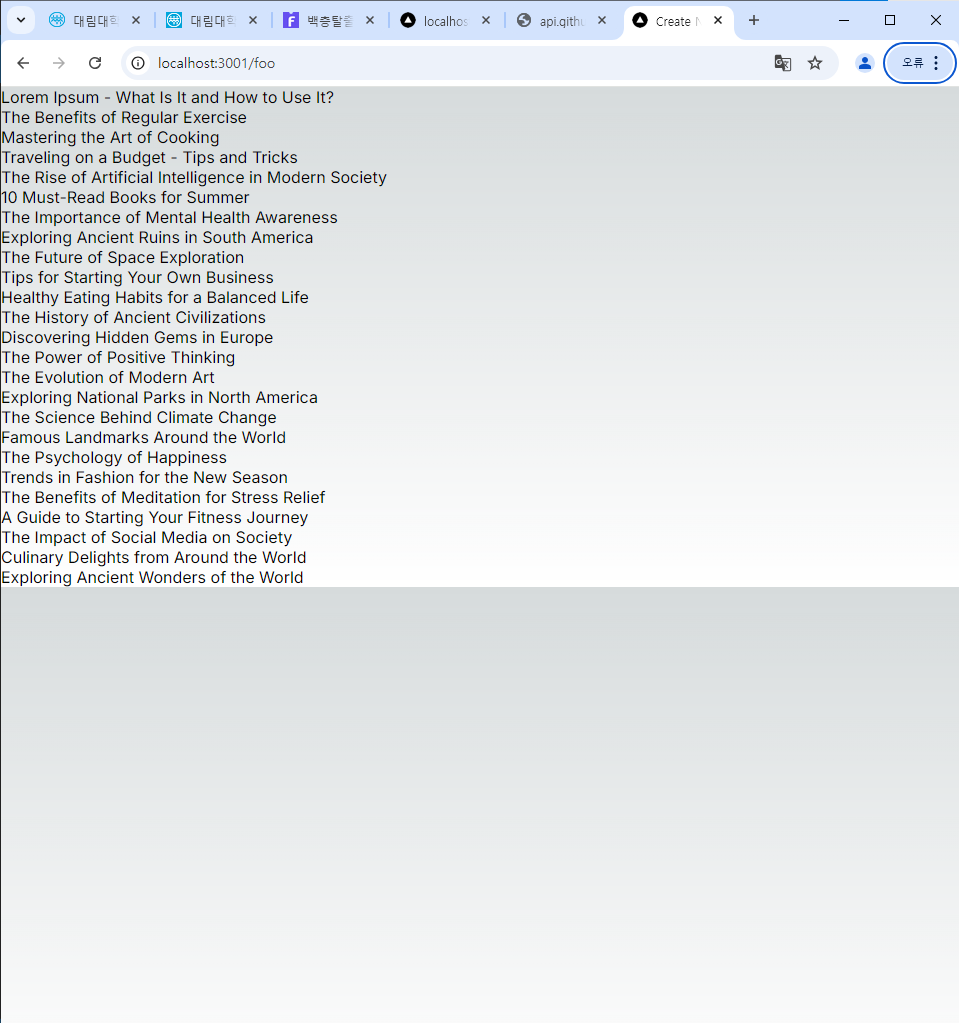 대림대학
대림대학
백층탈출
localhos
api.githu
Create N
localhost:3001/foo
오류
Lorem Ipsum - What Is It and How to Use It?
The Benefits of Regular Exercise
Mastering the Art of Cooking
Traveling on a Budget - Tips and Tricks
The Rise of Artificial Intelligence in Modern Society
10 Must-Read Books for Summer
The Importance of Mental Health Awareness
Exploring Ancient Ruins in South America
The Future of Space Exploration
Tips for Starting Your Own Business
Healthy Eating Habits for a Balanced Life
The History of Ancient Civilizations
Discovering Hidden Gems in Europe
The Power of Positive Thinking
The Evolution of Modern Art
Exploring National Parks in North America
The Science Behind Climate Change
Famous Landmarks Around the World
The Psychology of Happiness
Trends in Fashion for the New Season
The Benefits of Meditation for Stress Relief
A Guide to Starting Your Fitness Journey
The Impact of Social Media on Society
Culinary Delights from Around the World
Exploring Ancient Wonders of the World